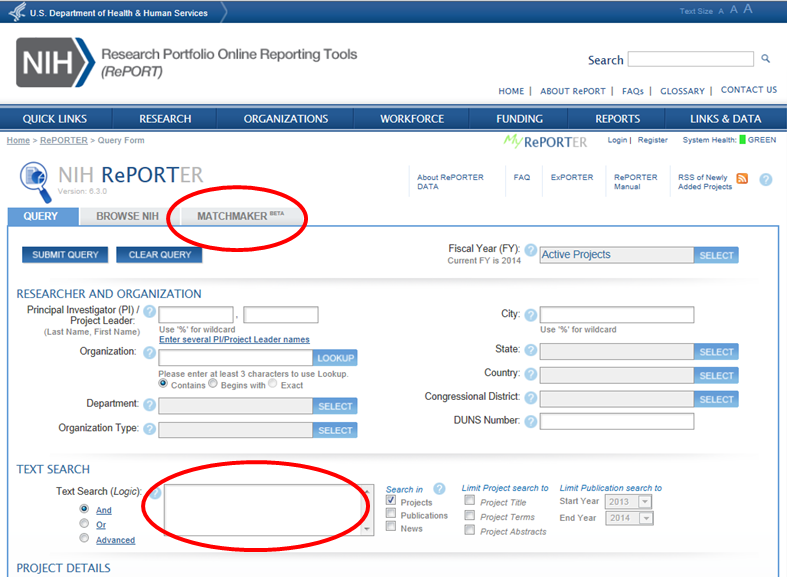 U.S. Department of Health & Human Services
Text Size A A A
NIH Research Portfolio Online Reporting Tools
(RePORT)
Search
HOME | ABOUT RePORT | FAQs | GLOSSARY | CONTACT US
QUICK LINKS RESEARCH ORGANIZATIONS WORKFORCE FUNDING REPORTS LINKS & DATA
Home > RePORTER > Query Form
My RePORTER Login | Register System Health: GREEN
NIH RePORTER
Version: 6.3.0
About RePORTER
DATA
FAQ
ExPORTER
RePORTER
Manual
RSS of Newly
Added Projects
?
QUERY BROWSE NIH MATCHMAKER BETA
SUBMIT QUERY CLEAR QUERY
Fiscal Year (FY): ? Active Projects SELECT
Current FY is 2014
RESEARCHER AND ORGANIZATION
Principal Investigator (PI) / ?
Project Leader: ,
(Last Name, First Name) Use '%' for wildcard
Enter several PI/Project Leader names
Organization: ? LOOKUP
Please enter at least 3 characters to use Lookup.
Contains Begins with Exact
Department: ? SELECT
Organization Type: ? SELECT
City: ?
Use '%' for wildcard
State: ? SELECT
Country: ? SELECT
Congressional District: ? SELECT
DUNS Number: ?
TEXT SEARCH
Text Search (Logic): ?
And
Or
Advanced
Search in ?
Projects
Publications
News
Limit Project search to
Project Title
Project Terms
Project Abstracts
Limit Publication search to
Start Year 2013
End Year 2014
PROJECT DETAILS